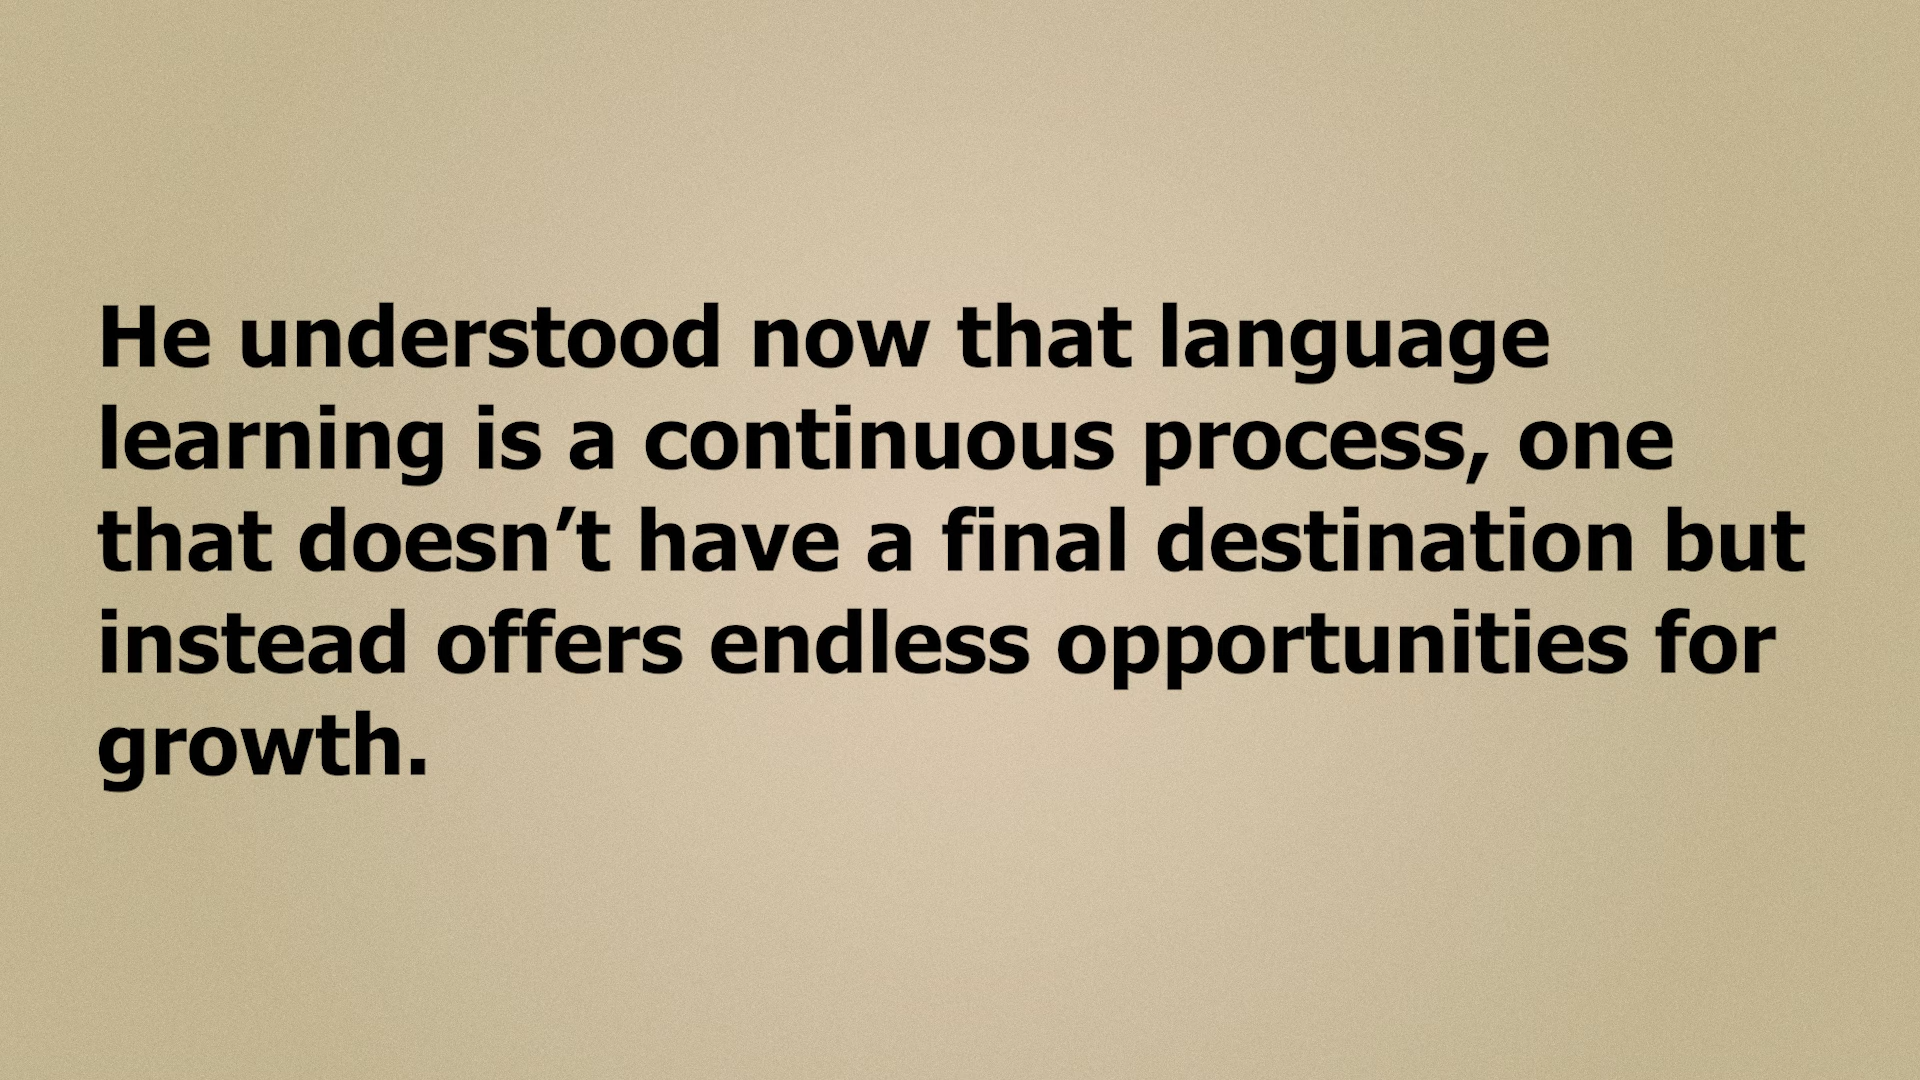 He understood now that language
learning is a continuous process, one
that doesn’t have a final destination but
instead offers endless opportunities for
growth.